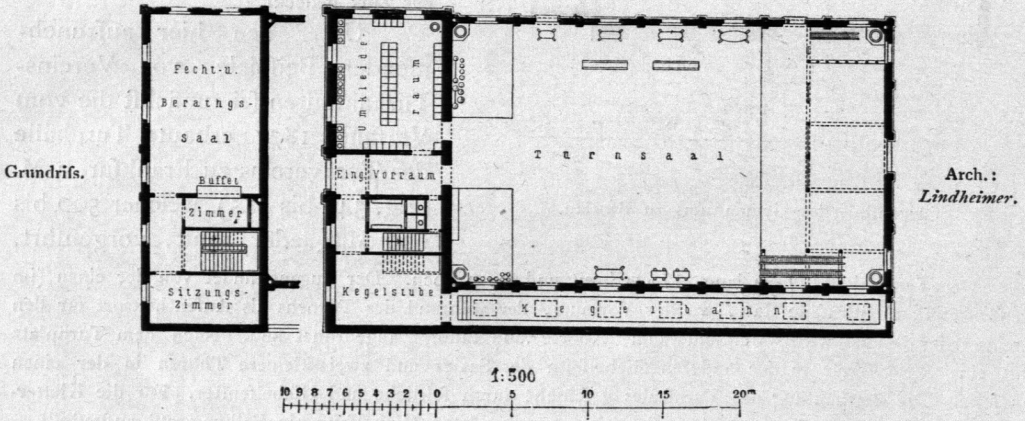 Grundriſs.
Fecht- u.
Berathgs-
Saal
Buffet
Zimmer
Sitzungs-
Zimmer
Umkleide
raum
Eing.
Vorraum
Kegelstube
Turnsaal
Kegelbahn
Arch.:
Lindheimer.
1:500
10 9 8 7 6 5 4 3 2 1 0 5 10 15 20m